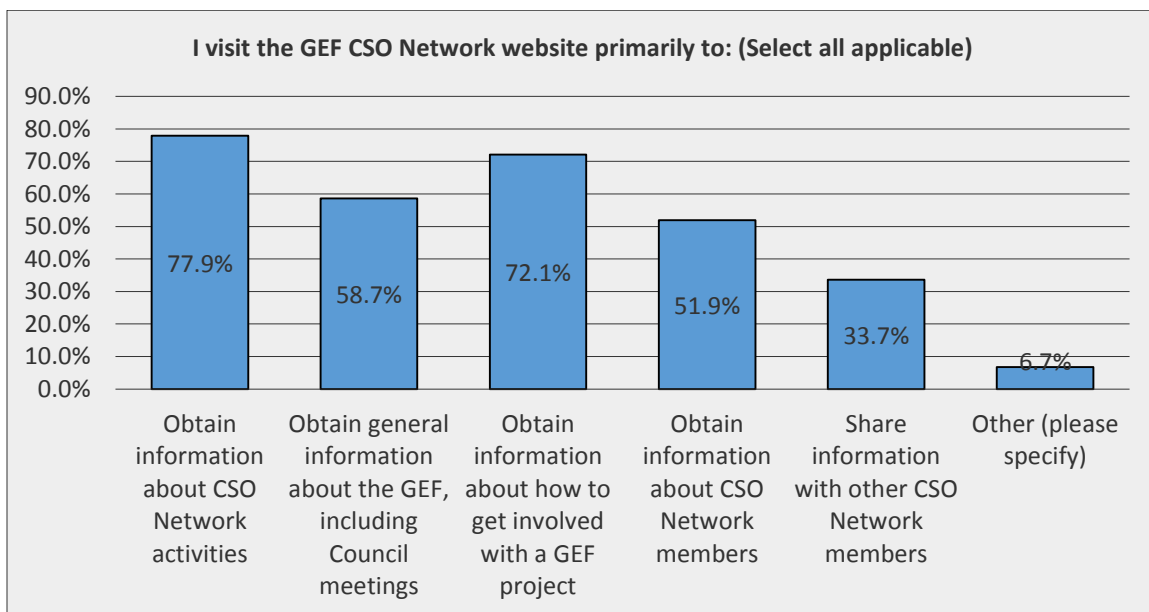 I visit the GEF CSO Network website primarily to: (Select all applicable)
90.0%
80.0%
70.0%
60.0%
50.0%
40.0%
30.0%
20.0%
10.0%
0.0%
77.9%
58.7%
72.1%
51.9%
33.7%
6.7%
Obtain
information
about CSO
Network
activities
Obtain general
information
about the GEF,
including
Council
meetings
Obtain
information
about how to
get involved
with a GEF
project
Obtain
information
about CSO
Network
members
Share
information
with other CSO
Network
members
Other (please
specify)